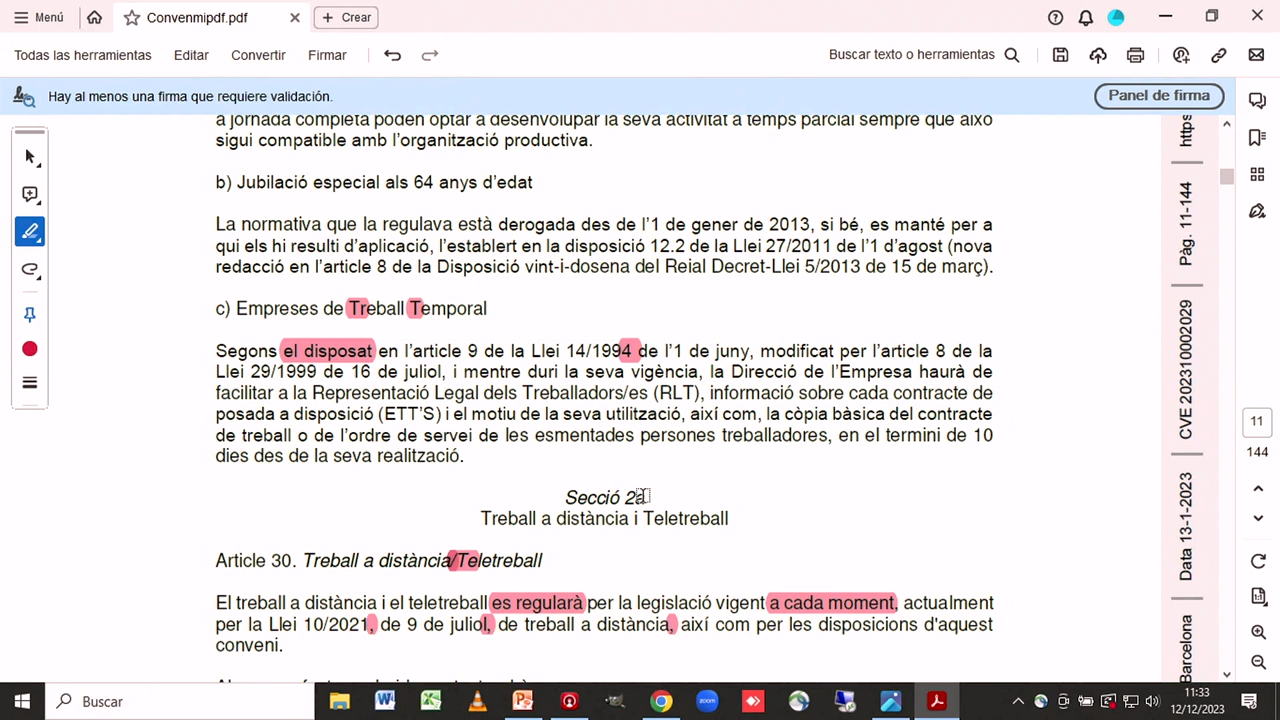 Menú
Convenmipdf.pdf
Crear
Todas las herramientas
Editar
Convertir
Firmar
Buscar texto o herramientas
Hay al menos una firma que requiere validación.
Panel de firma
a jornada completa poden optar a desenvolupar la seva activitat a temps parcial sempre que això
sigui compatible amb l’organització productiva.
b) Jubilació especial als 64 anys d’edat
La normativa que la regulava està derogada des de l’1 de gener de 2013, si bé, es manté per a
qui els hi resulti d’aplicació, l’establert en la disposició 12.2 de la Llei 27/2011 de l’1 d’agost (nova
redacció en l’article 8 de la Disposició vint-i-dosena del Reial Decret-Llei 5/2013 de 15 de març).
c) Empreses de Treball Temporal
Segons el disposat en l’article 9 de la Llei 14/1994 de l’1 de juny, modificat per l’article 8 de la
Llei 29/1999 de 16 de juliol, i mentre duri la seva vigència, la Direcció de l’Empresa haurà de
facilitar a la Representació Legal dels Treballadors/es (RLT), informació sobre cada contracte de
posada a disposició (ETT’S) i el motiu de la seva utilització, així com, la còpia bàsica del contracte
de treball o de l’ordre de servei de les esmentades persones treballadores, en el termini de 10
dies des de la seva realització.
Secció 2a
Treball a distància i Teletreball
Article 30. Treball a distància/Teletreball
El treball a distància i el teletreball es regularà per la legislació vigent a cada moment, actualment
per la Llei 10/2021, de 9 de juliol, de treball a distància, així com per les disposicions d'aquest
conveni.
https
Pàg. 11-144
CVE 202310002029
Data 13-1-2023
Barcelona
11
144
Buscar
zoom
11:33
12/12/2023